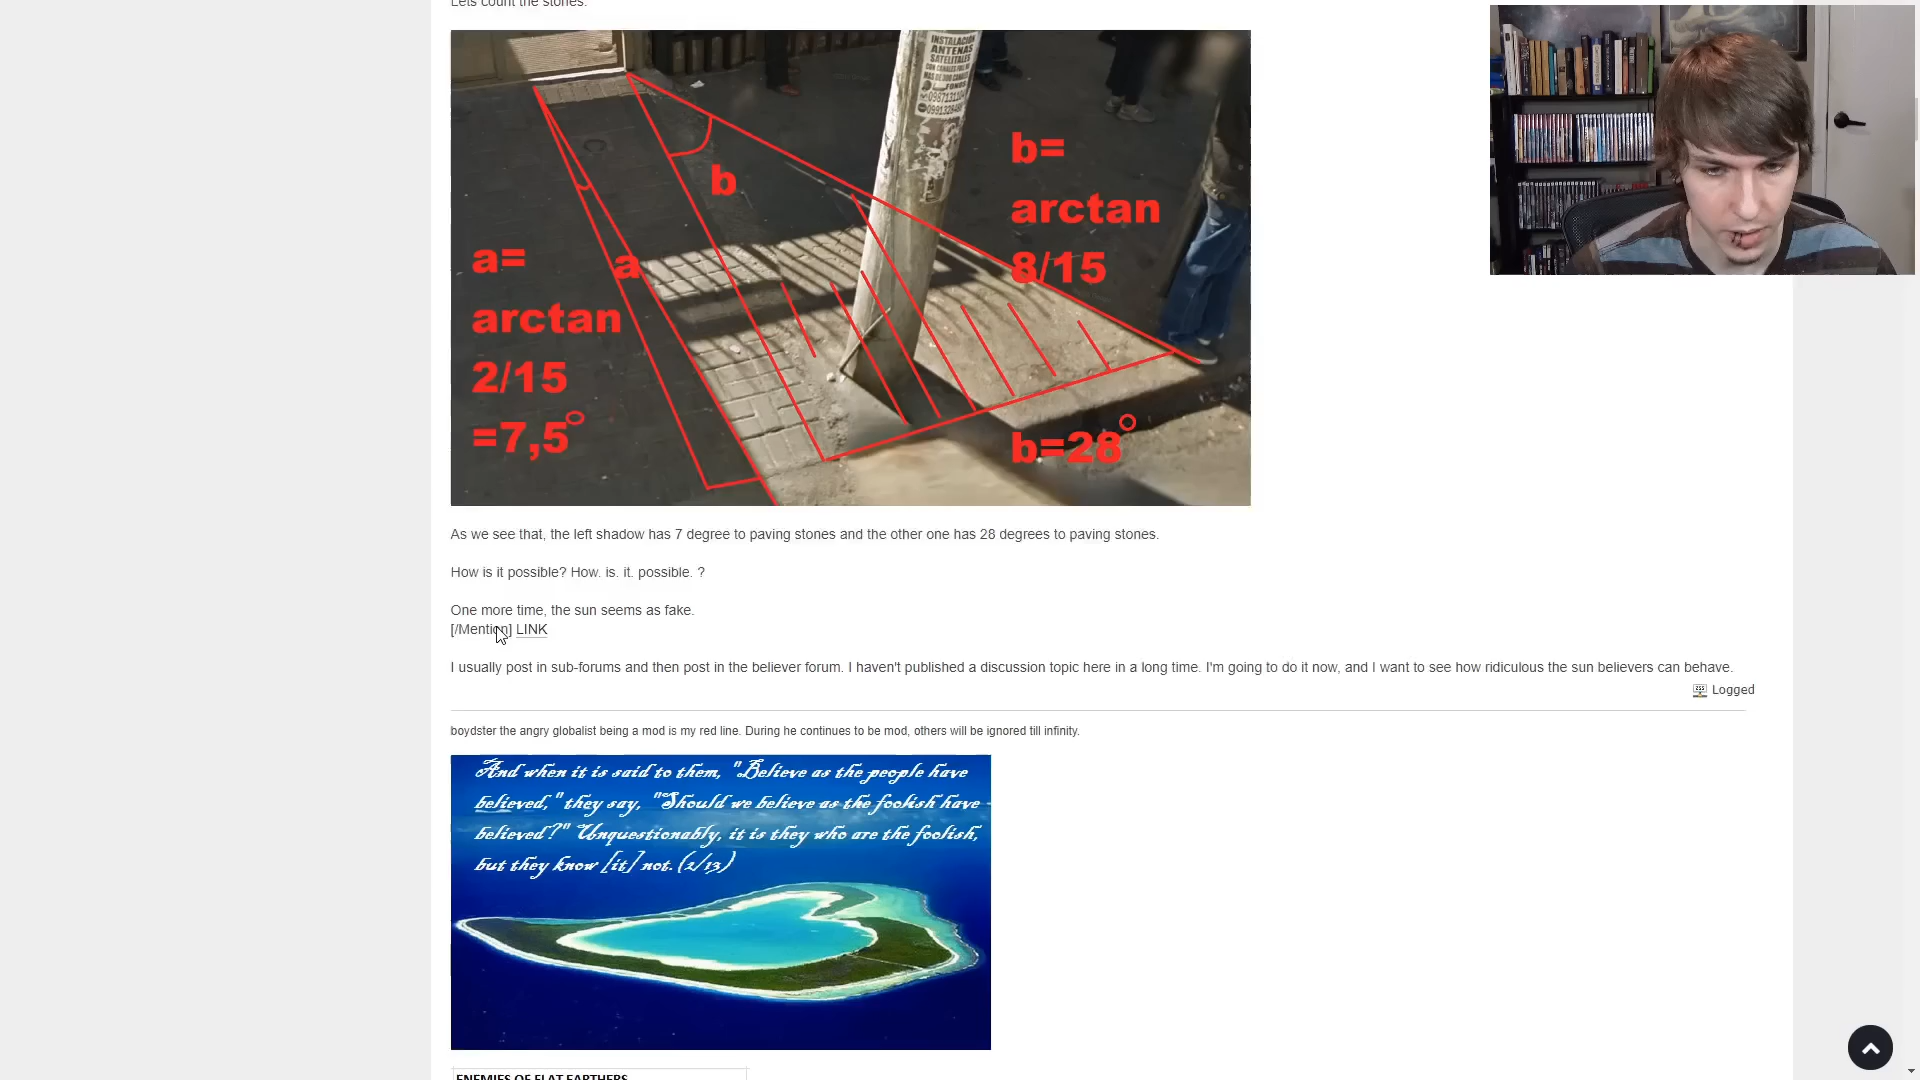 Lets count the stones.
INSTALACION
ANTENAS
SATELITALES
b
b=
arctan
8/15
a=
a
arctan
2/15
=7,5°
b=28°
As we see that, the left shadow has 7 degree to paving stones and the other one has 28 degrees to paving stones.
How is it possible? How. is. it. possible. ?
One more time, the sun seems as fake.
[/Mention] LINK
I usually post in sub-forums and then post in the believer forum. I haven't published a discussion topic here in a long time. I'm going to do it now, and I want to see how ridiculous the sun believers can behave.
Logged
boydster the angry globalist being a mod is my red line. During he continues to be mod, others will be ignored till infinity.
And when it is said to them, "Believe as the people have
believed," they say, "Should we believe as the foolish have
believed?" Unquestionably, it is they who are the foolish,
but they know [it] not. (2/13)
ENEMIES OF FLAT EARTHERS